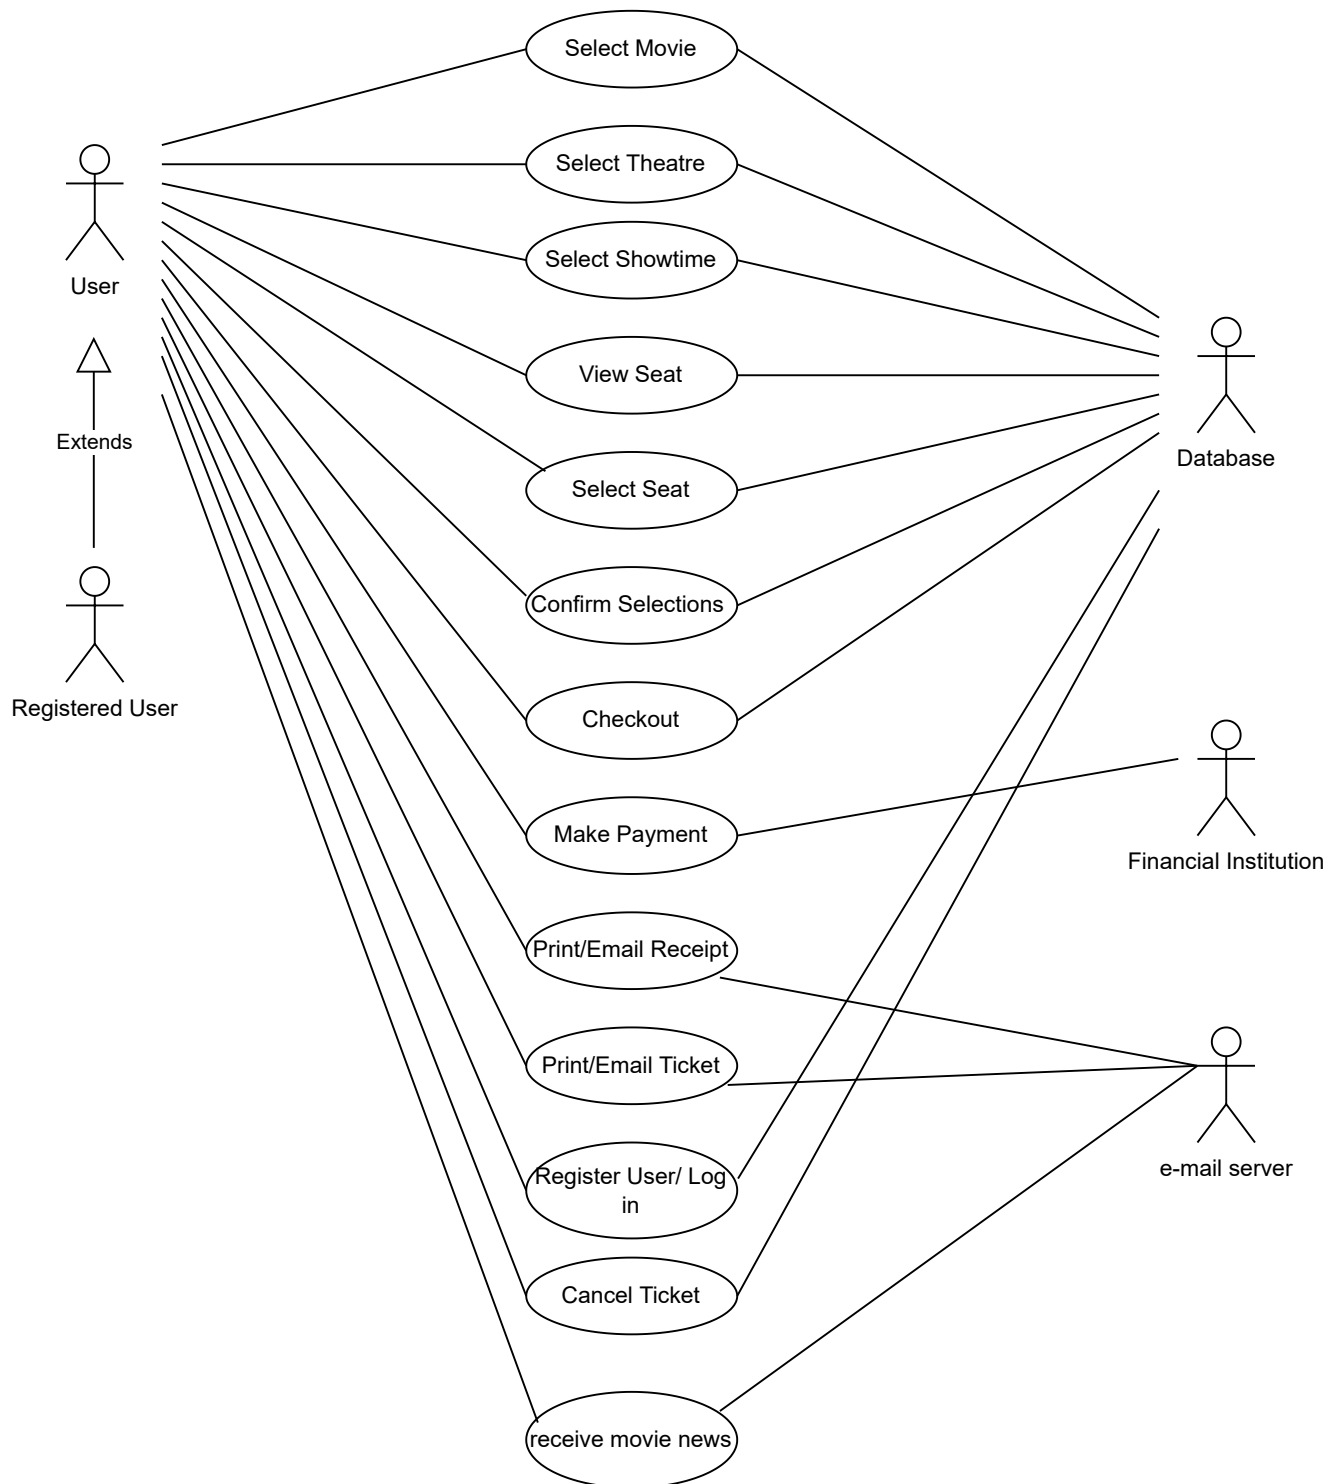 Select Movie
Select Theatre
User
Select Showtime
View Seat
Extends
Database
Select Seat
Confirm Selections
Registered User
Checkout
Make Payment
Financial Institution
Print/Email Receipt
Print/Email Ticket
e-mail server
Register User/ Log
in
Cancel Ticket
receive movie news